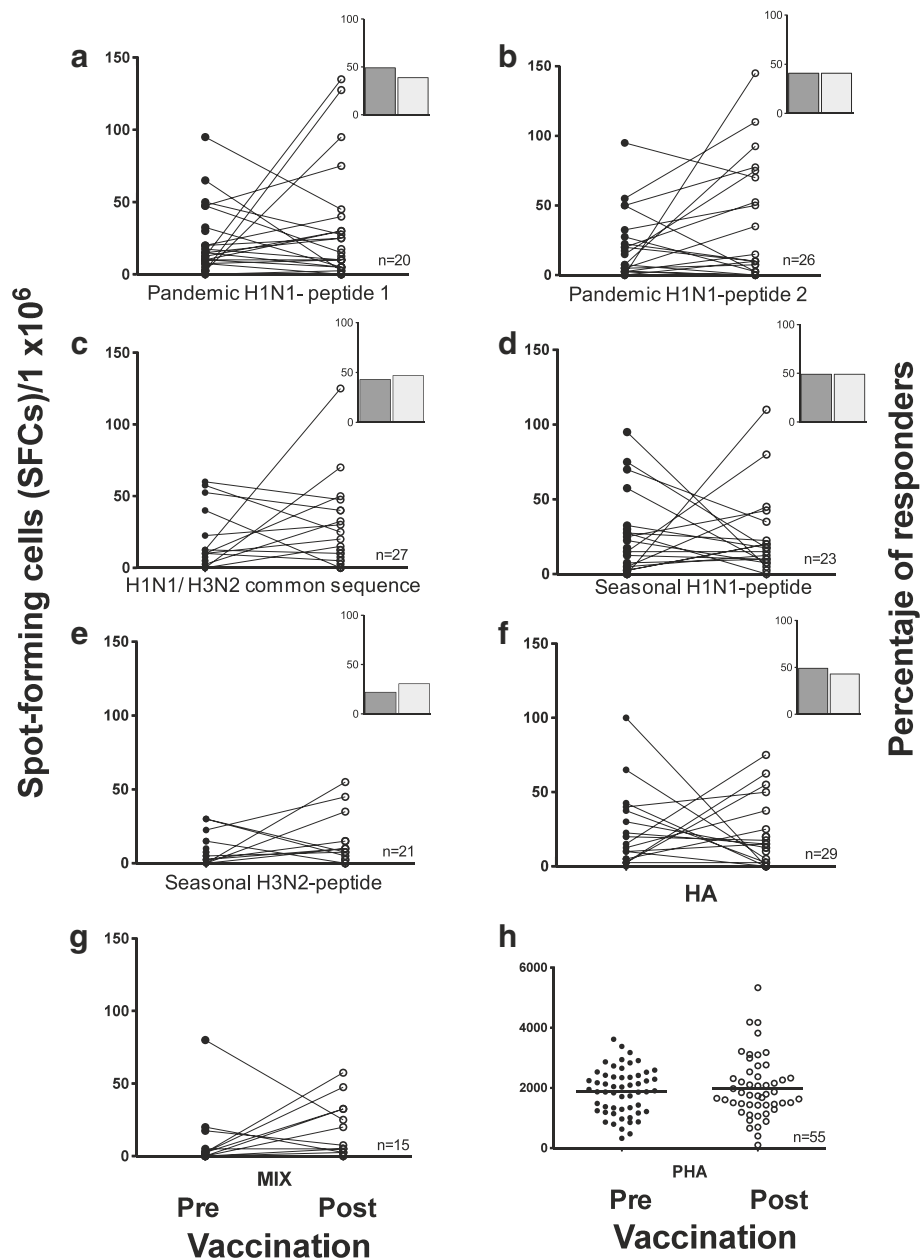 Spot-forming cells (SFCs)/1 x10⁶
Percentaje of responders
a
150
100
50
0
100
50
0
n=20
Pandemic H1N1- peptide 1
b
150
100
50
0
100
50
0
n=26
Pandemic H1N1-peptide 2
c
150
100
50
0
100
50
0
n=27
H1N1/ H3N2 common sequence
d
150
100
50
0
100
50
0
n=23
Seasonal H1N1-peptide
e
150
100
50
0
100
50
0
n=21
Seasonal H3N2-peptide
f
150
100
50
0
100
50
0
n=29
HA
g
150
100
50
0
n=15
MIX
Pre Post
Vaccination
h
6000
4000
2000
0
n=55
PHA
Pre Post
Vaccination